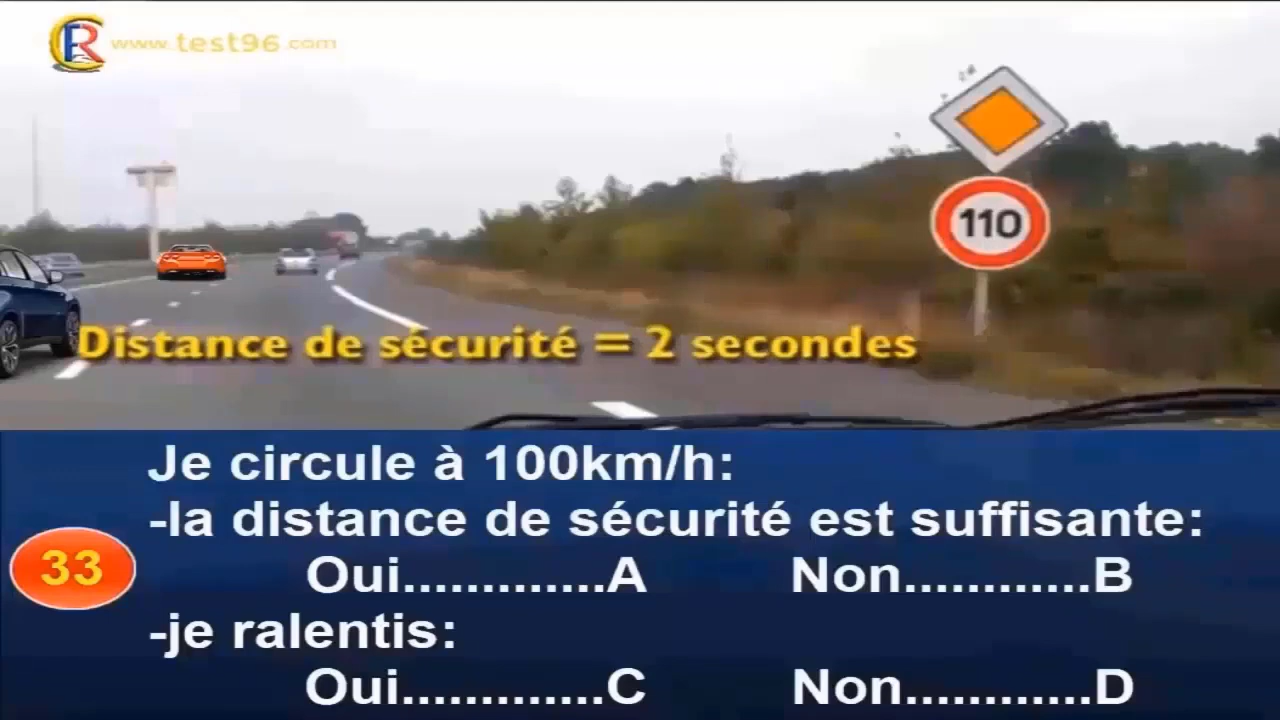 www.test96.com
110
Distance de sécurité = 2 secondes
Je circule à 100km/h:
-la distance de sécurité est suffisante:
Oui.............A Non............B
33
-je ralentis:
Oui.............C Non............D